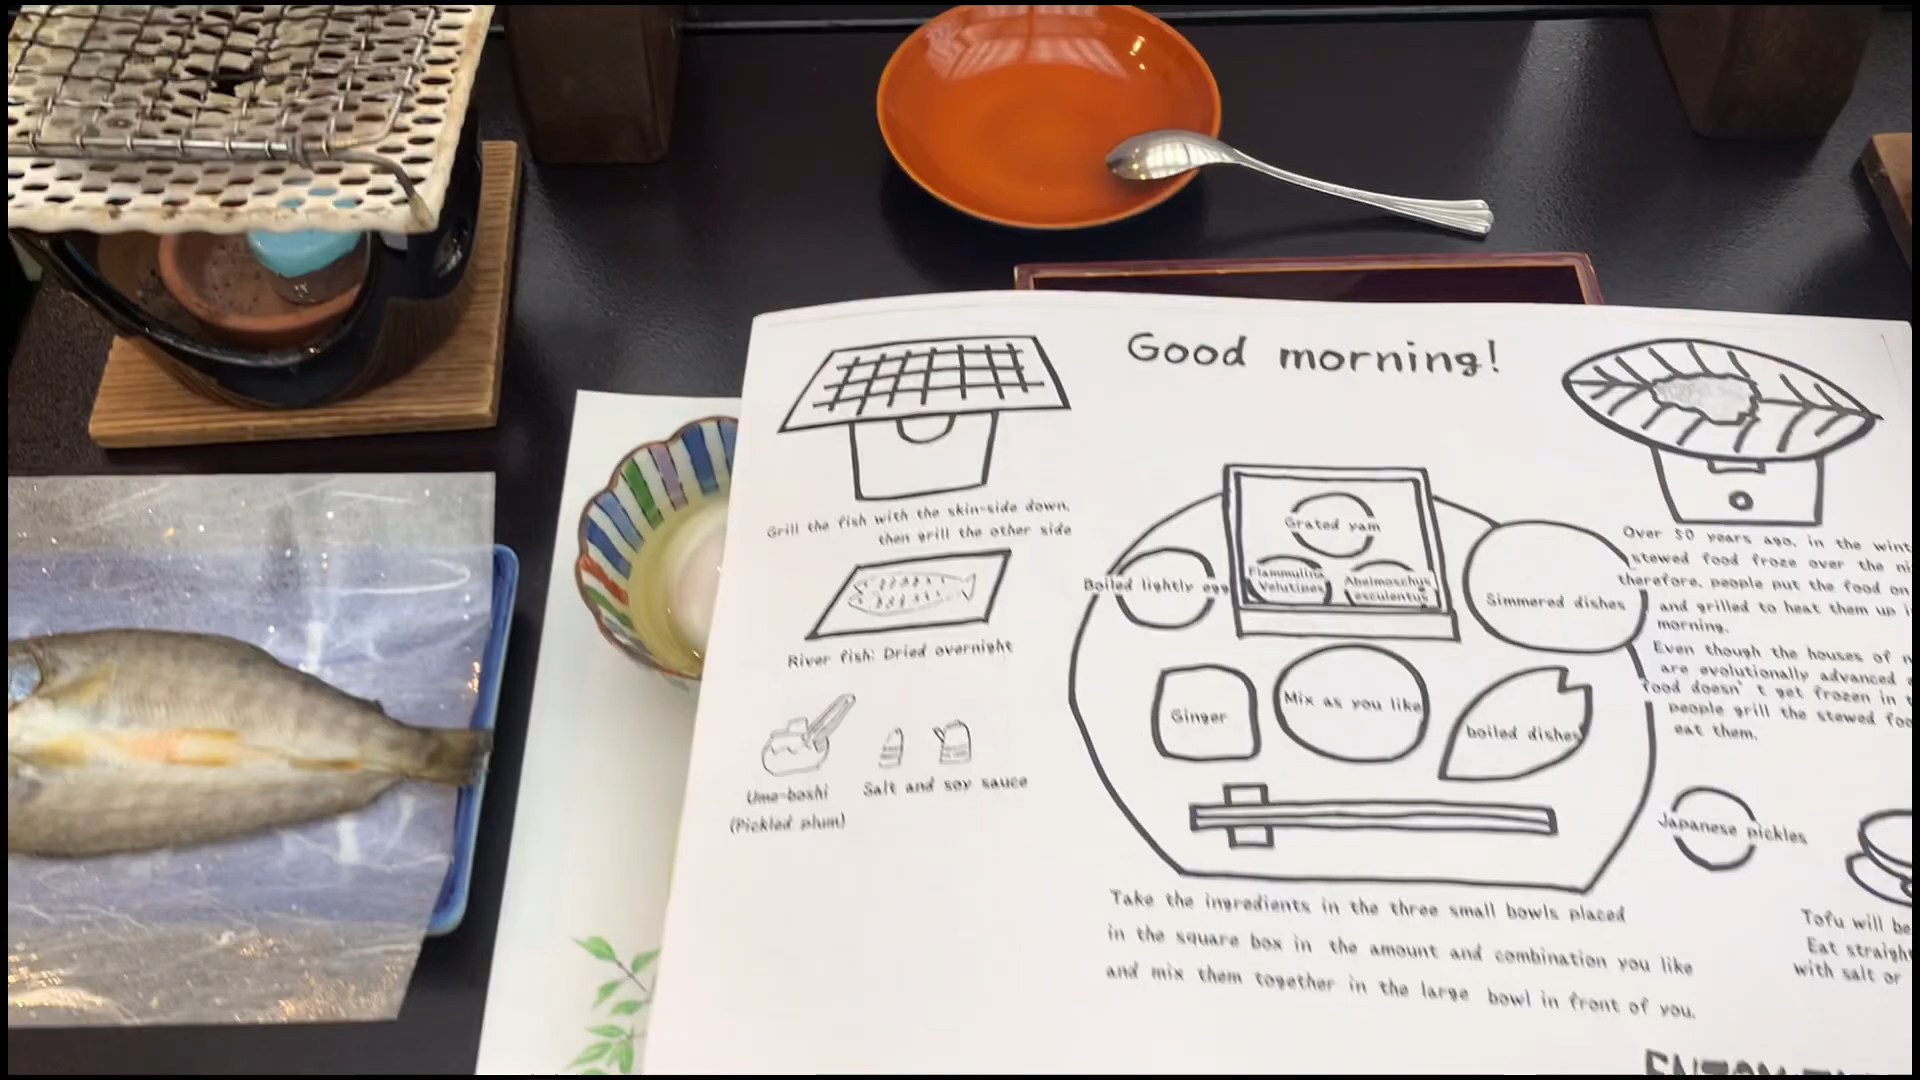 Good morning!
Grill the fish with the skin-side down,
then grill the other side
River fish: Dried overnight
Ume-boshi
(Pickled plum)
Salt and soy sauce
Grated yam
Boiled lightly egg
Flammulina
Velutipes
Abelmoschus
esculentus
Simmered dishes
Ginger
Mix as you like
boiled dishes
Take the ingredients in the three small bowls placed
in the square box in the amount and combination you like
and mix them together in the large bowl in front of you.
Over 50 years ago, in the
stewed food froze over the
therefore, people put the food on
and grilled to heat them up
morning.
Even though the houses of
are evolutionally advanced
food doesn't get frozen in
people grill the stewed
eat them.
Japanese pickles
Tofu will be
Eat
with salt or